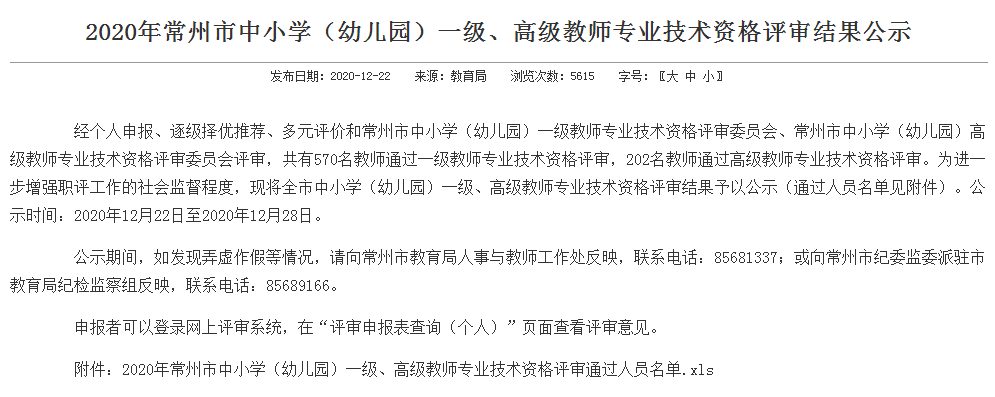 2020年常州市中小学（幼儿园）一级、高级教师专业技术资格评审结果公示
发布日期：2020-12-22 来源：教育局 浏览次数：5615 字号：〖大 中 小〗
经个人申报、逐级择优推荐、多元评价和常州市中小学（幼儿园）一级教师专业技术资格评审委员会、常州市中小学（幼儿园）高
级教师专业技术资格评审委员会评审，共有570名教师通过一级教师专业技术资格评审，202名教师通过高级教师专业技术资格评审。为进一
步增强职评工作的社会监督程度，现将全市中小学（幼儿园）一级、高级教师专业技术资格评审结果予以公示（通过人员名单见附件）。公
示时间：2020年12月22日至2020年12月28日。
公示期间，如发现弄虚作假等情况，请向常州市教育局人事与教师工作处反映，联系电话：85681337；或向常州市纪委监委派驻市
教育局纪检监察组反映，联系电话：85689166。
申报者可以登录网上评审系统，在“评审申报表查询（个人）”页面查看评审意见。
附件：2020年常州市中小学（幼儿园）一级、高级教师专业技术资格评审通过人员名单.xls